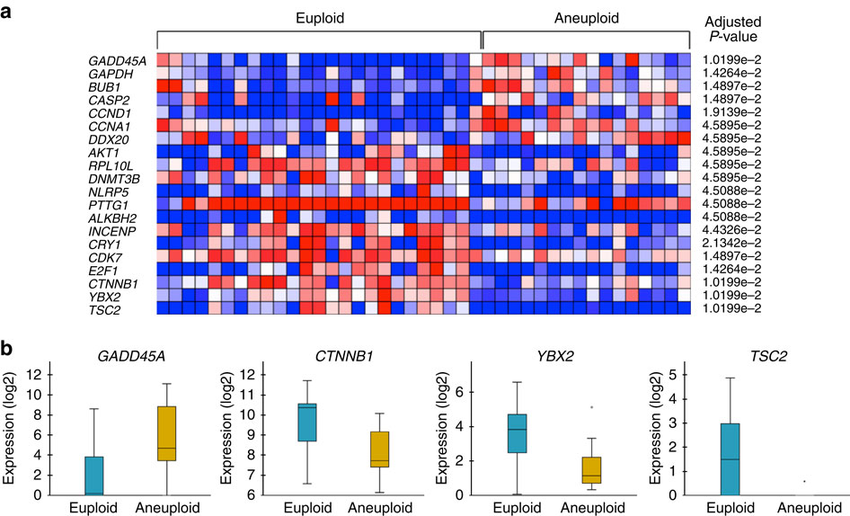 a
Euploid Aneuploid Adjusted
P-value
GADD45A 1.0199e–2
GAPDH 1.4264e–2
BUB1 1.4897e–2
CASP2 1.4897e–2
CCND1 1.9139e–2
CCNA1 4.5895e–2
DDX20 4.5895e–2
AKT1 4.5895e–2
RPL10L 4.5895e–2
DNMT3B 4.5895e–2
NLRP5 4.5088e–2
PTTG1 4.5088e–2
ALKBH2 4.5088e–2
INCENP 4.4326e–2
CRY1 2.1342e–2
CDK7 1.4897e–2
E2F1 1.4264e–2
CTNNB1 1.0199e–2
YBX2 1.0199e–2
TSC2 1.0199e–2
b
GADD45A
Expression (log2)
12
10
8
6
4
2
0
Euploid Aneuploid
CTNNB1
Expression (log2)
12
11
10
9
8
7
6
Euploid Aneuploid
YBX2
Expression (log2)
6
4
2
0
Euploid Aneuploid
TSC2
Expression (log2)
5
4
3
2
1
0
Euploid Aneuploid